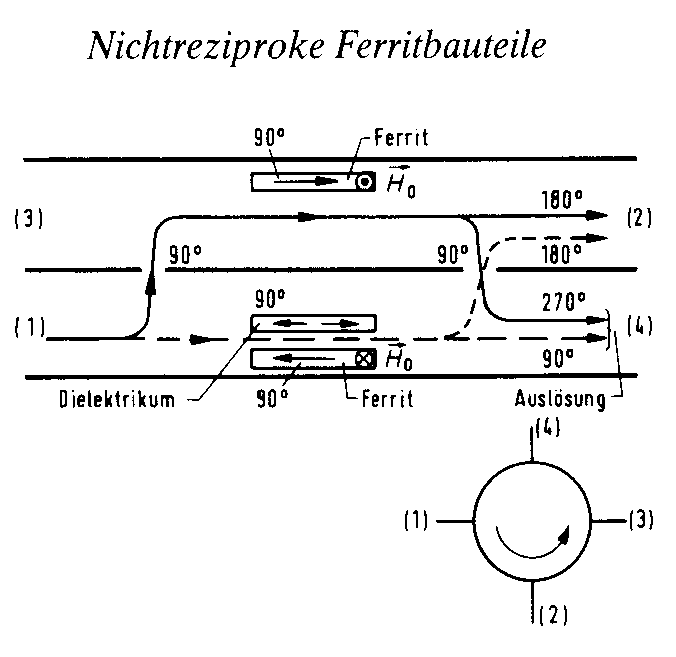 Nichtreziproke Ferritbauteile
90° Ferrit
H₀
180°
(3) (2)
90° 90° 180°
90° 270°
(1) (4)
H₀ 90°
Dielektrikum 90° Ferrit Auslösung
(4)
(1) (3)
(2)